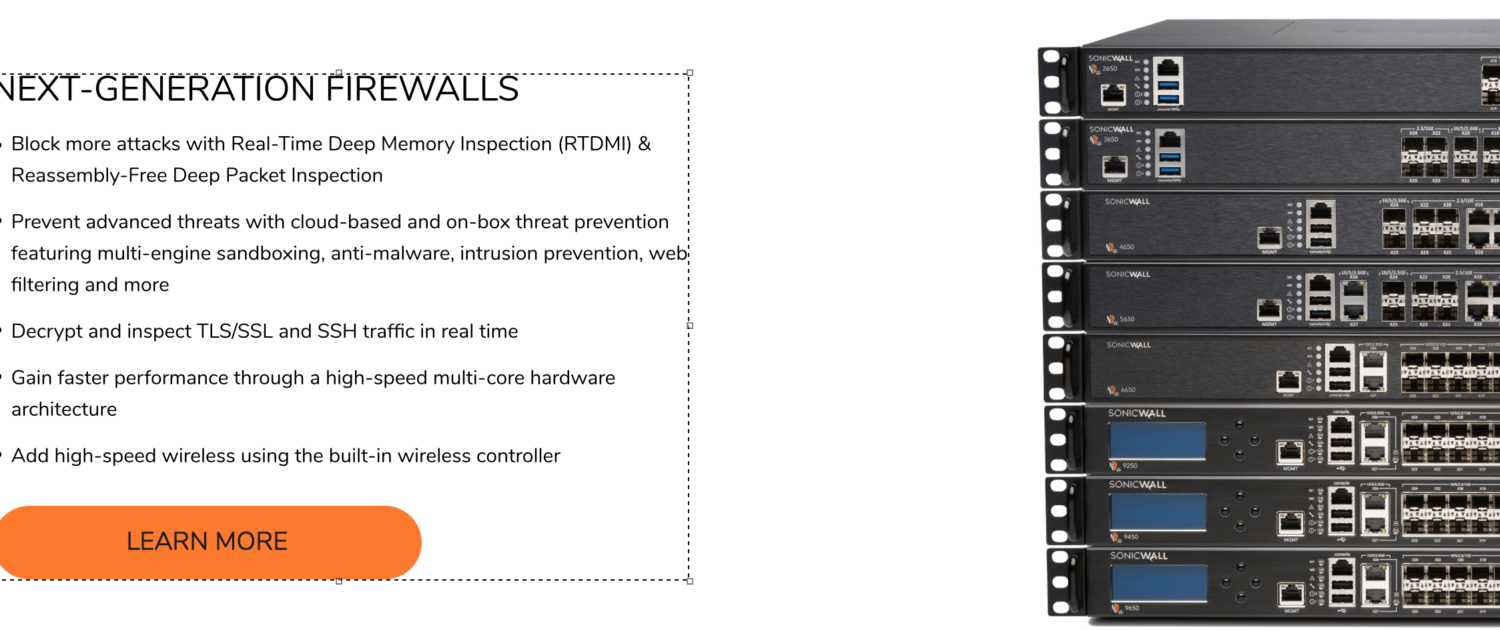 NEXT-GENERATION FIREWALLS
Block more attacks with Real-Time Deep Memory Inspection (RTDMI) &
Reassembly-Free Deep Packet Inspection
Prevent advanced threats with cloud-based and on-box threat prevention
featuring multi-engine sandboxing, anti-malware, intrusion prevention, web
filtering and more
Decrypt and inspect TLS/SSL and SSH traffic in real time
Gain faster performance through a high-speed multi-core hardware
architecture
Add high-speed wireless using the built-in wireless controller
LEARN MORE
SONICWALL
2650
MGMT
SONICWALL
3650
MGMT
SONICWALL
4650
MGMT
SONICWALL
5650
MGMT
SONICWALL
6650
MGMT
SONICWALL
9250
console
MGMT
SONICWALL
9450
console
MGMT
SONICWALL
9650
console
MGMT